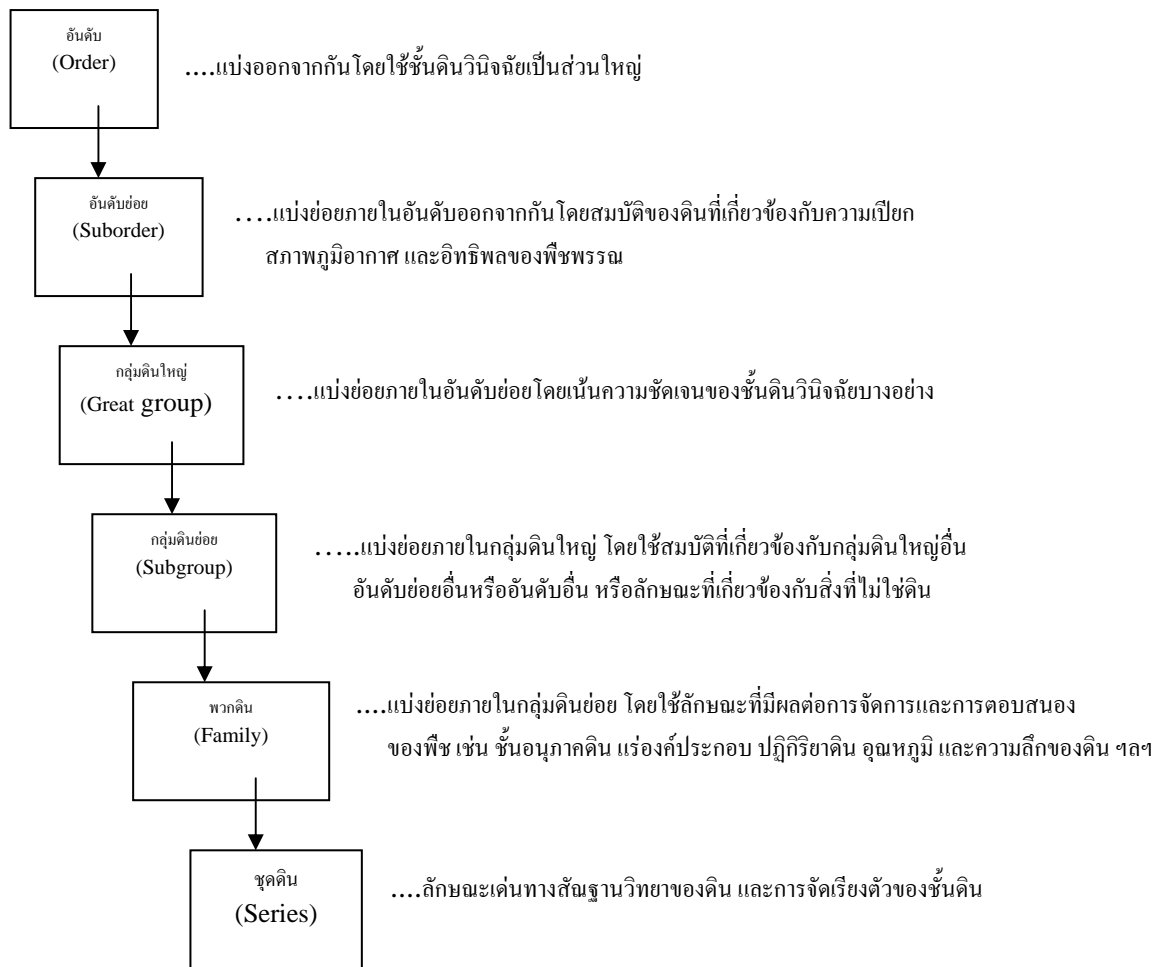 อันดับ
(Order)
....แบ่งออกจากกันโดยใช้ชั้นดินวินิจฉัยเป็นส่วนใหญ่
อันดับย่อย
(Suborder)
....แบ่งย่อยภายในอันดับออกจากกันโดยสมบัติของดินที่เกี่ยวข้องกับความเปียก
สภาพภูมิอากาศ และอิทธิพลของพืชพรรณ
กลุ่มดินใหญ่
(Great group)
....แบ่งย่อยภายในอันดับย่อยโดยเน้นความชัดเจนของชั้นดินวินิจฉัยบางอย่าง
กลุ่มดินย่อย
(Subgroup)
.....แบ่งย่อยภายในกลุ่มดินใหญ่ โดยใช้สมบัติที่เกี่ยวข้องกับกลุ่มดินใหญ่อื่น
อันดับย่อยอื่นหรืออันดับอื่น หรือลักษณะที่เกี่ยวข้องกับสิ่งที่ไม่ใช่ดิน
พวกดิน
(Family)
....แบ่งย่อยภายในกลุ่มดินย่อย โดยใช้ลักษณะที่มีผลต่อการจัดการและการตอบสนอง
ของพืช เช่น ชั้นอนุภาคดิน แร่องค์ประกอบ ปฏิกิริยาดิน อุณหภูมิ และความลึกของดิน ฯลฯ
ชุดดิน
(Series)
....ลักษณะเด่นทางสัณฐานวิทยาของดิน และการจัดเรียงตัวของชั้นดิน